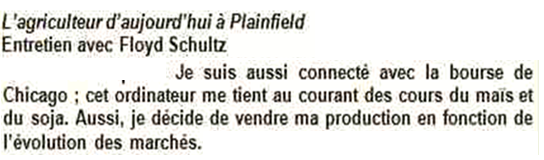 L'agriculteur d'aujourd'hui à Plainfield
Entretien avec Floyd Schultz
Je suis aussi connecté avec la bourse de
Chicago ; cet ordinateur me tient au courant des cours du maïs et
du soja. Aussi, je décide de vendre ma production en fonction de
l'évolution des marchés.